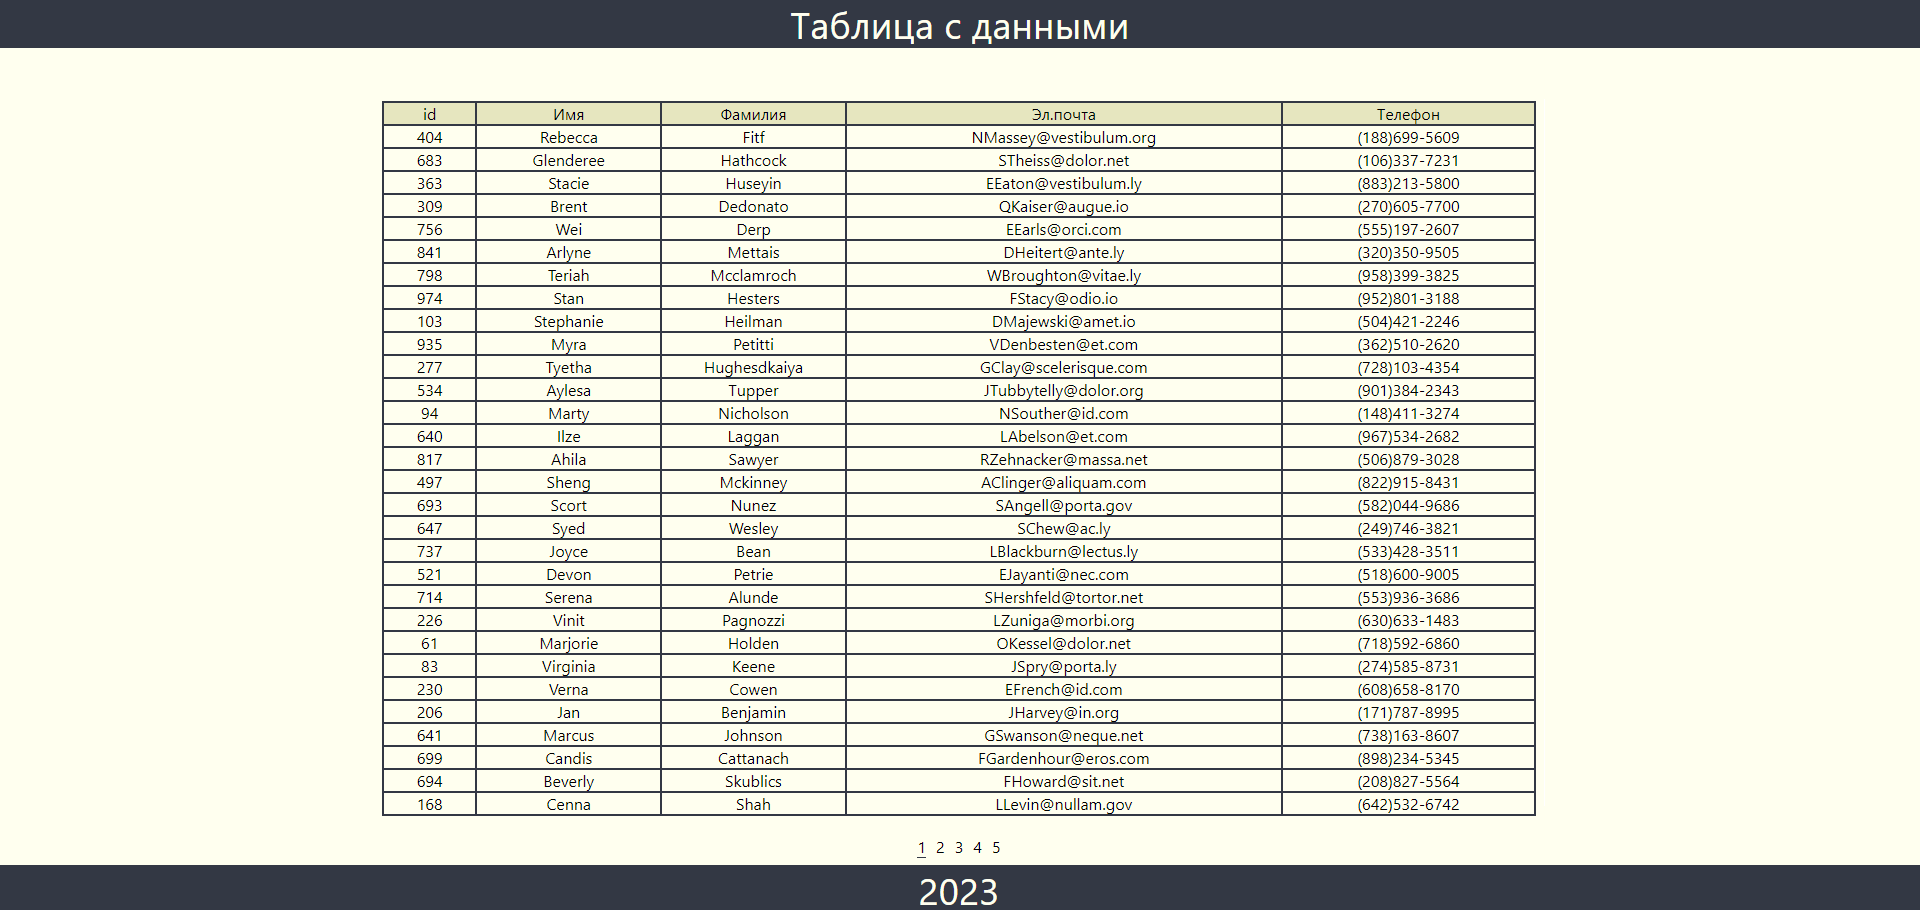 Таблица с данными
id Имя Фамилия Эл.почта Телефон
404 Rebecca Fitf NMassey@vestibulum.org (188)699-5609
683 Glenderee Hathcock STheiss@dolor.net (106)337-7231
363 Stacie Huseyin EEaton@vestibulum.ly (883)213-5800
309 Brent Dedonato QKaiser@augue.io (270)605-7700
756 Wei Derp EEarls@orci.com (555)197-2607
841 Arlyne Mettais DHeitert@ante.ly (320)350-9505
798 Teriah Mcclamroch WBroughton@vitae.ly (958)399-3825
974 Stan Hesters FStacy@odio.io (952)801-3188
103 Stephanie Heilman DMajewski@amet.io (504)421-2246
935 Myra Petitti VDenbesten@et.com (362)510-2620
277 Tyetha Hughesdkaiya GClay@scelerisque.com (728)103-4354
534 Aylesa Tupper JTubbytelly@dolor.org (901)384-2343
94 Marty Nicholson NSouther@id.com (148)411-3274
640 Ilze Laggan LAbelson@et.com (967)534-2682
817 Ahila Sawyer RZehnacker@massa.net (506)879-3028
497 Sheng Mckinney AClinger@aliquam.com (822)915-8431
693 Scort Nunez SAngell@porta.gov (582)044-9686
647 Syed Wesley SChew@ac.ly (249)746-3821
737 Joyce Bean LBlackburn@lectus.ly (533)428-3511
521 Devon Petrie EJayanti@nec.com (518)600-9005
714 Serena Alunde SHershfeld@tortor.net (553)936-3686
226 Vinit Pagnozzi LZuniga@morbi.org (630)633-1483
61 Marjorie Holden OKessel@dolor.net (718)592-6860
83 Virginia Keene JSpry@porta.ly (274)585-8731
230 Verna Cowen EFrench@id.com (608)658-8170
206 Jan Benjamin JHarvey@in.org (171)787-8995
641 Marcus Johnson GSwanson@neque.net (738)163-8607
699 Candis Cattanach FGardenhour@eros.com (898)234-5345
694 Beverly Skublics FHoward@sit.net (208)827-5564
168 Cenna Shah LLevin@nullam.gov (642)532-6742
1 2 3 4 5
2023